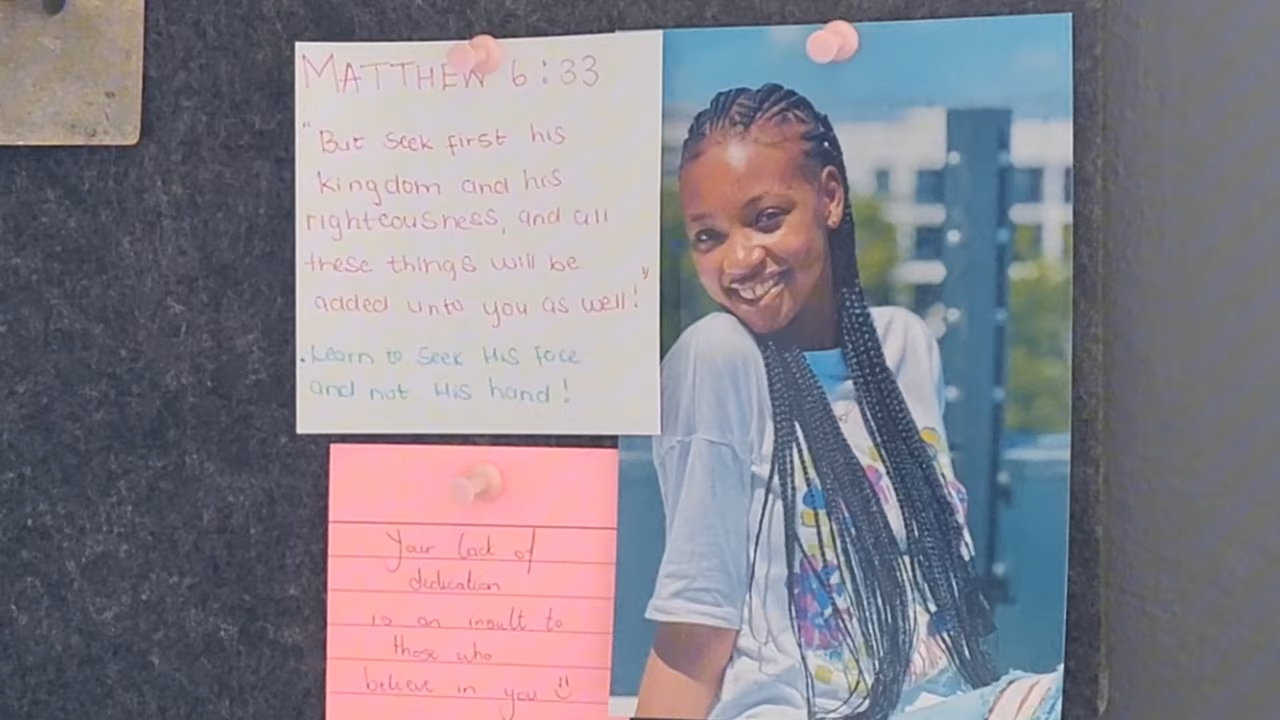 MATTHEW 6:33
"But seek first his
kingdom and his
righteousness, and all
these things will be
added unto you as well!"
.Learn to seek His face
and not His hand!
Your lack of
dedication
is an insult to
those who
believe in you ü